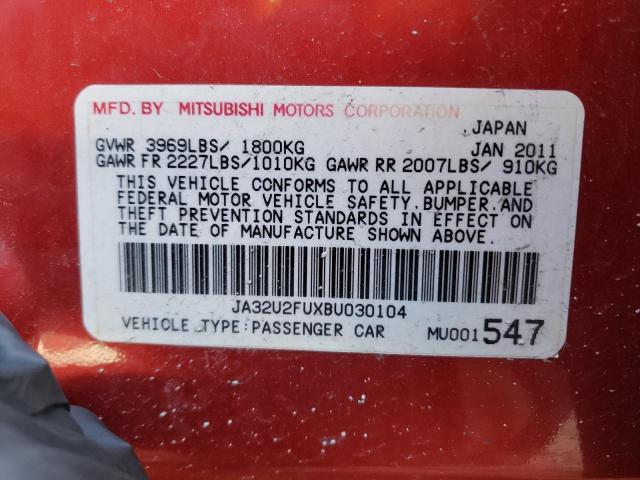 MFD. BY MITSUBISHI MOTORS CORPORATION
JAPAN
GVWR 3969LBS/ 1800KG JAN 2011
GAWR FR 2227LBS/1010KG GAWR RR 2007LBS/ 910KG
THIS VEHICLE CONFORMS TO ALL APPLICABLE
FEDERAL MOTOR VEHICLE SAFETY, BUMPER, AND
THEFT PREVENTION STANDARDS IN EFFECT ON
THE DATE OF MANUFACTURE SHOWN ABOVE.
JA32U2FUXBU030104
VEHICLE TYPE:PASSENGER CAR MU001547